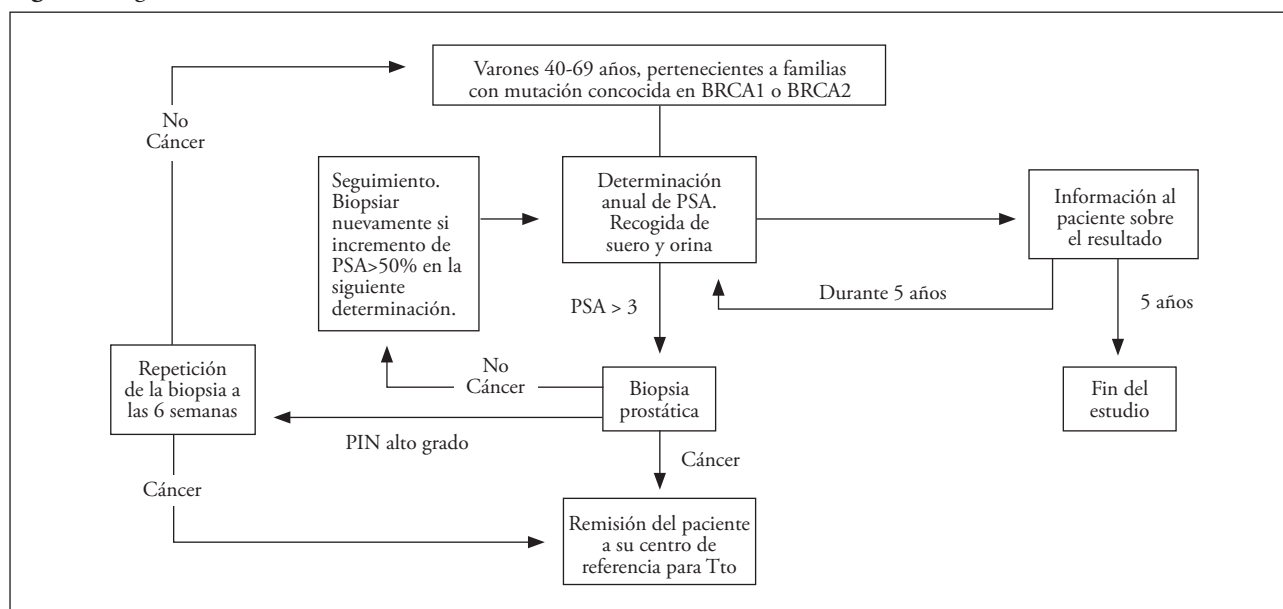 Varones 40-69 años, pertenecientes a familias
con mutación concocida en BRCA1 o BRCA2
No
Cáncer
Seguimiento.
Biopsiar
nuevamente si
incremento de
PSA>50% en la
siguiente
determinación.
Determinación
anual de PSA.
Recogida de
suero y orina
Información al
paciente sobre
el resultado
Durante 5 años
PSA > 3
5 años
Repetición
de la biopsia a
las 6 semanas
No
Cáncer
Biopsia
prostática
Fin del
estudio
PIN alto grado
Cáncer
Cáncer
Remisión del paciente
a su centro de
referencia para Tto